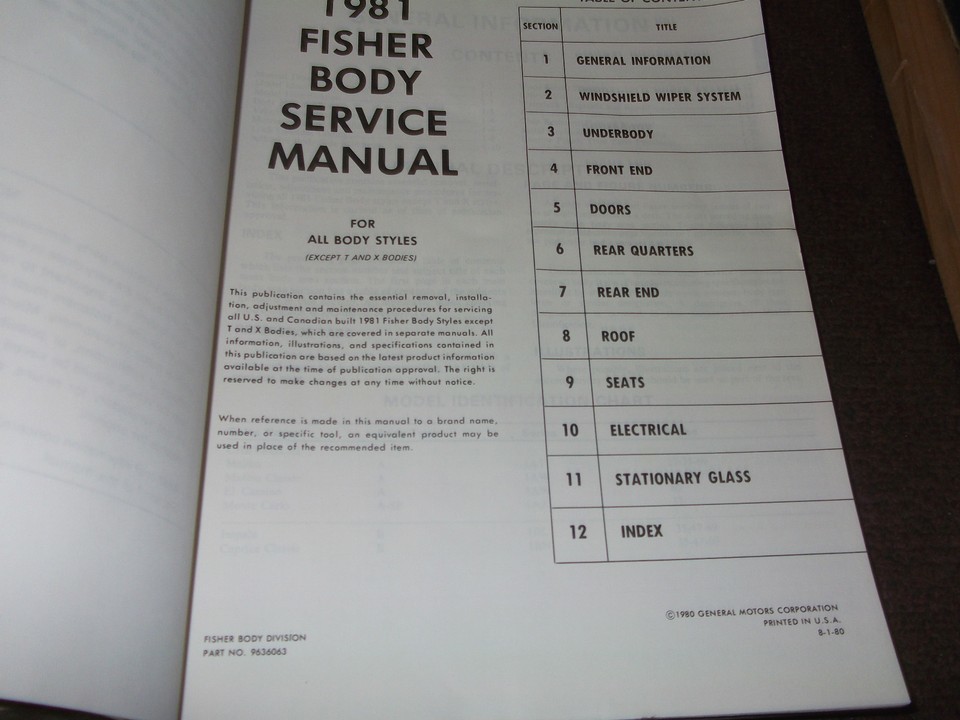 1981
FISHER
BODY
SERVICE
MANUAL
FOR
ALL BODY STYLES
(EXCEPT T AND X BODIES)
This publication contains the essential removal, installa-
tion, adjustment and maintenance procedures for servicing
all U.S. and Canadian built 1981 Fisher Body Styles except
T and X Bodies, which are covered in separate manuals. All
information, illustrations, and specifications contained in
this publication are based on the latest product information
available at the time of publication approval. The right is
reserved to make changes at any time without notice.
When reference is made in this manual to a brand name,
number, or specific tool, an equivalent product may be
used in place of the recommended item.
FISHER BODY DIVISION
PART NO. 9636063
TABLE OF CONTENTS
SECTION TITLE
1 GENERAL INFORMATION
2 WINDSHIELD WIPER SYSTEM
3 UNDERBODY
4 FRONT END
5 DOORS
6 REAR QUARTERS
7 REAR END
8 ROOF
9 SEATS
10 ELECTRICAL
11 STATIONARY GLASS
12 INDEX
©1980 GENERAL MOTORS CORPORATION
PRINTED IN U.S.A.
8-1-80